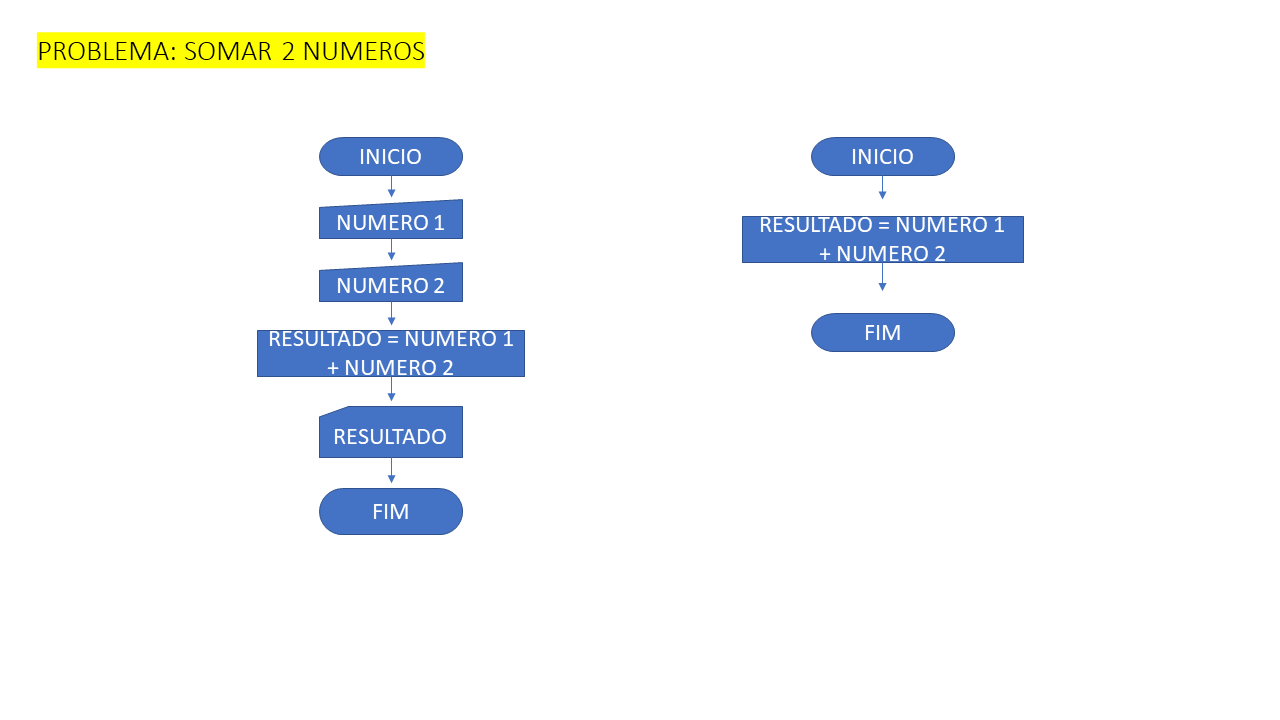 PROBLEMA: SOMAR 2 NUMEROS
INICIO
NUMERO 1
NUMERO 2
RESULTADO = NUMERO 1
+ NUMERO 2
RESULTADO
FIM
INICIO
RESULTADO = NUMERO 1
+ NUMERO 2
FIM